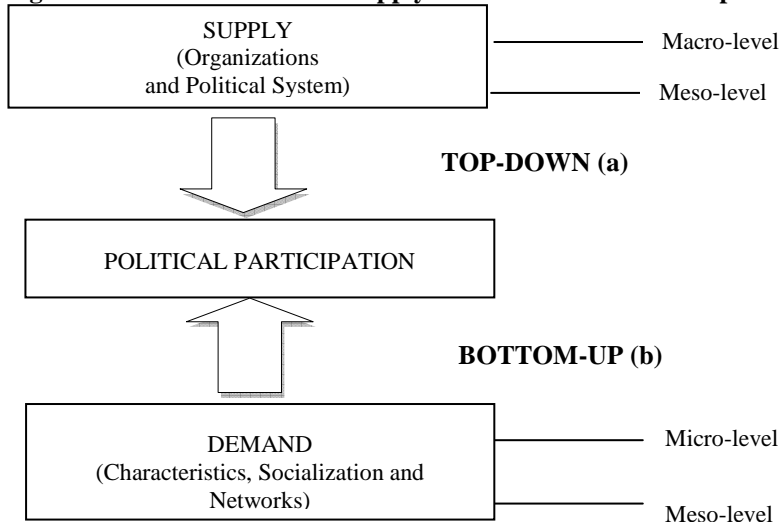 SUPPLY
(Organizations
and Political System)
Macro-level
Meso-level
TOP-DOWN (a)
POLITICAL PARTICIPATION
BOTTOM-UP (b)
DEMAND
(Characteristics, Socialization and
Networks)
Micro-level
Meso-level